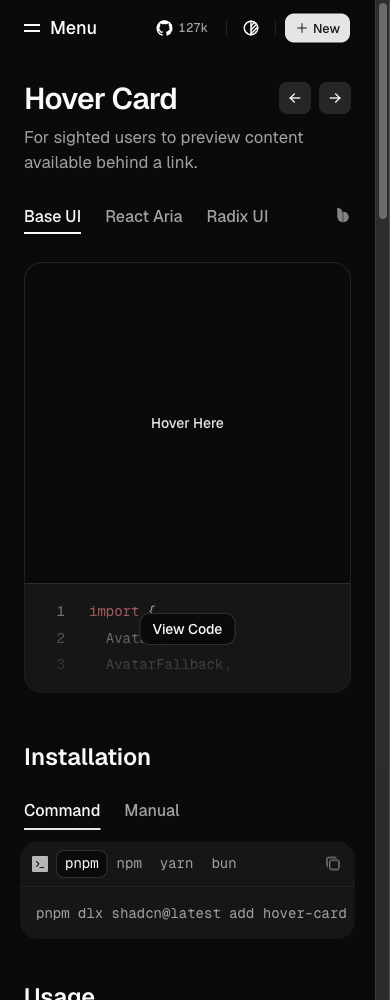 Menu
127k
New
Hover Card
For sighted users to preview content
available behind a link.
Base UI
React Aria
Radix UI
Hover Here
1 import {
2
View Code
3 AvatarFallback,
Installation
Command
Manual
pnpm
npm
yarn
bun
pnpm dlx shadcn@latest add hover-card
Usage